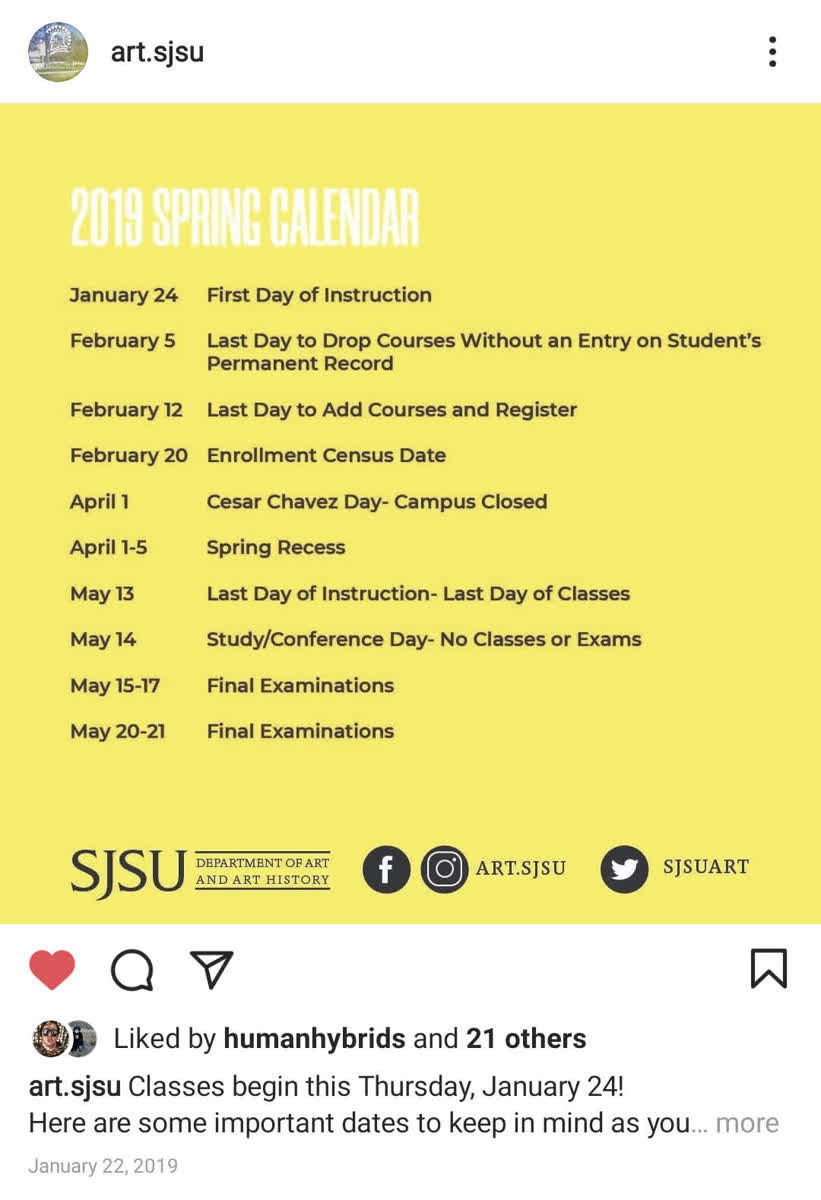 art.sjsu
2019 SPRING CALENDAR
January 24 First Day of Instruction
February 5 Last Day to Drop Courses Without an Entry on Student's
Permanent Record
February 12 Last Day to Add Courses and Register
February 20 Enrollment Census Date
April 1 Cesar Chavez Day- Campus Closed
April 1-5 Spring Recess
May 13 Last Day of Instruction- Last Day of Classes
May 14 Study/Conference Day- No Classes or Exams
May 15-17 Final Examinations
May 20-21 Final Examinations
SJSU DEPARTMENT OF ART
AND ART HISTORY
ART.SJSU
SJSUART
Liked by humanhybrids and 21 others
art.sjsu Classes begin this Thursday, January 24!
Here are some important dates to keep in mind as you... more
January 22, 2019